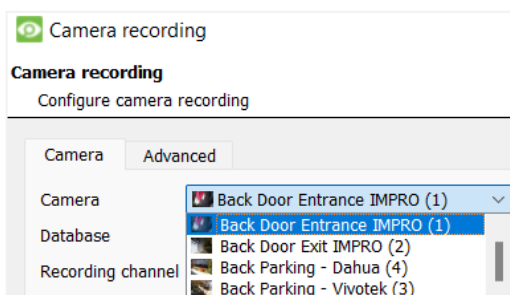 Camera recording
Camera recording
Configure camera recording
Camera Advanced
Camera Back Door Entrance IMPRO (1)
Back Door Entrance IMPRO (1)
Database
Back Door Exit IMPRO (2)
Recording channel Back Parking - Dahua (4)
Back Parking - Vivotek (3)